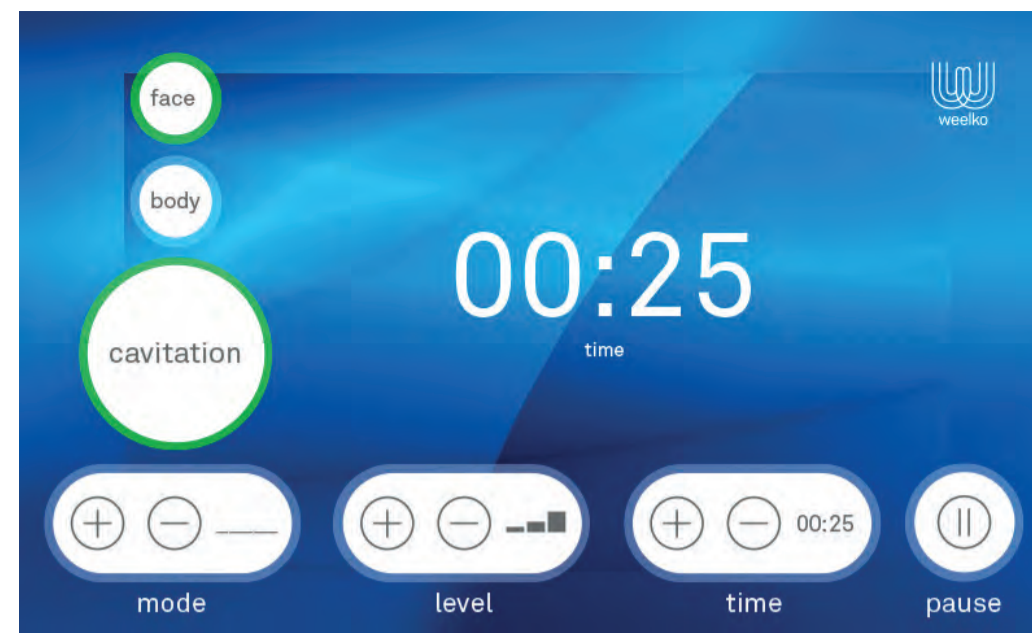 face
weelko
body
00:25
time
cavitation
00:25
mode
level
time
pause